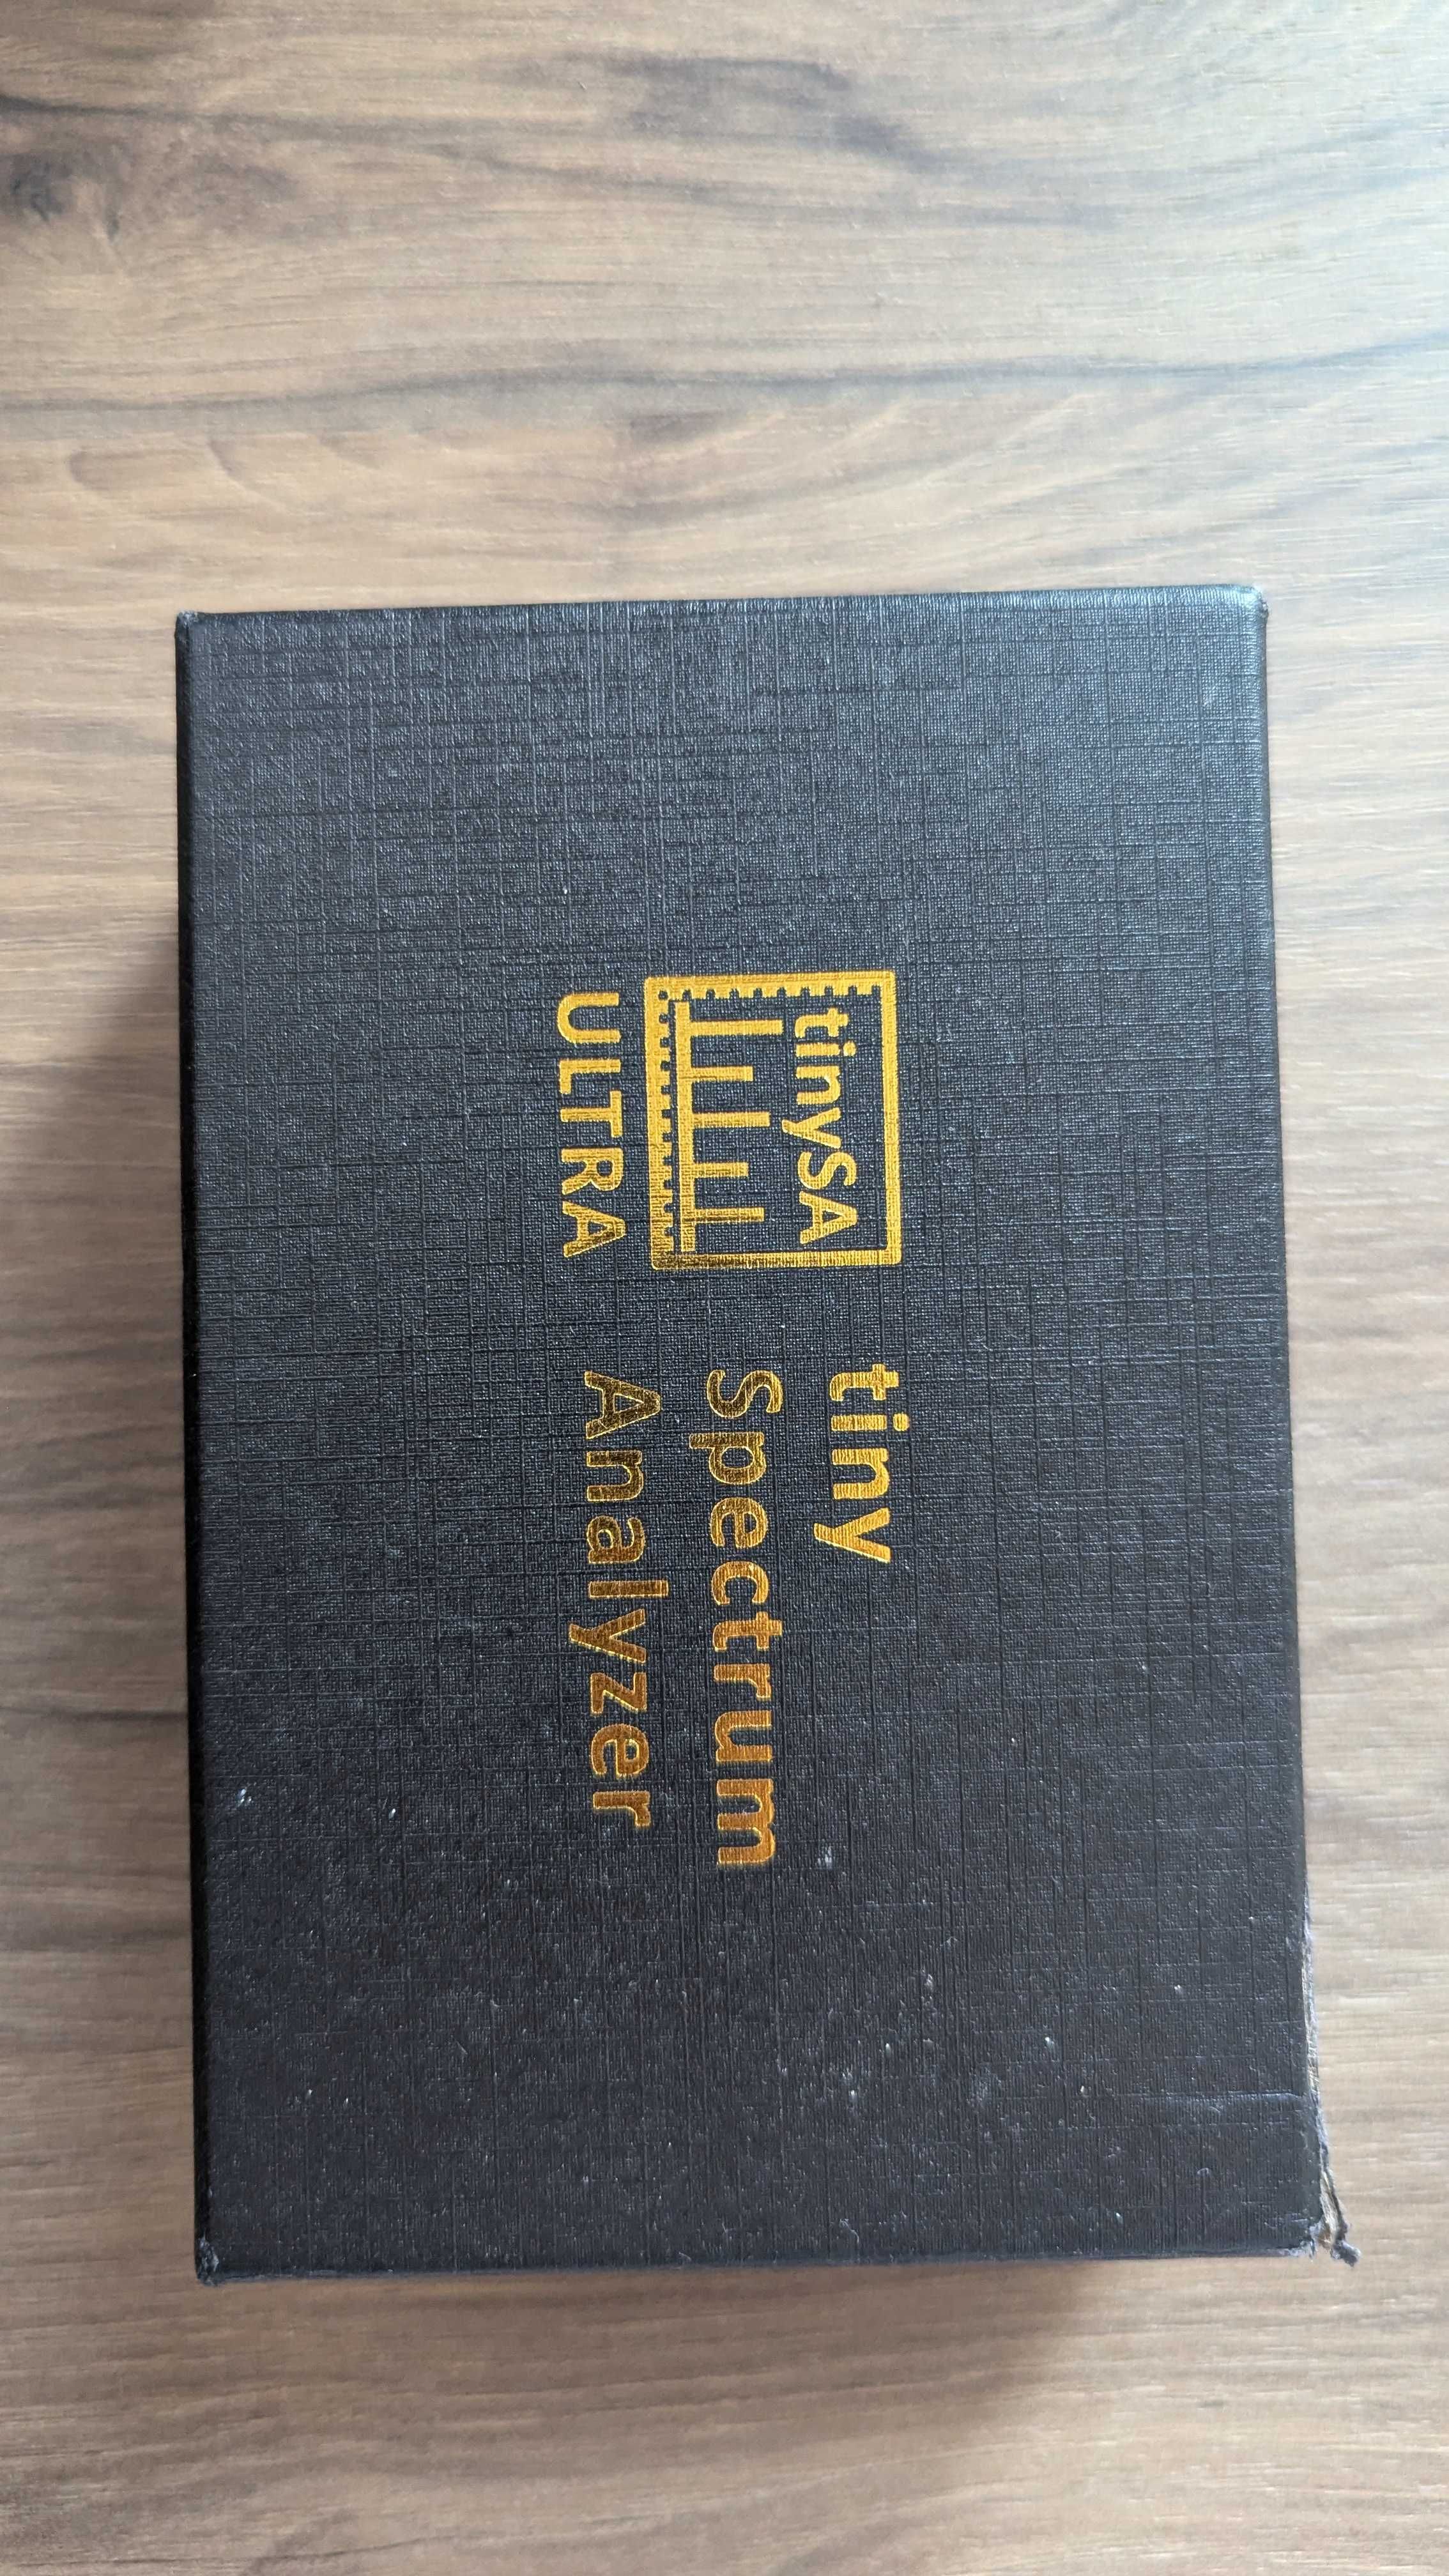 tinySA
ULTRA
tiny
Spectrum
Analyzer